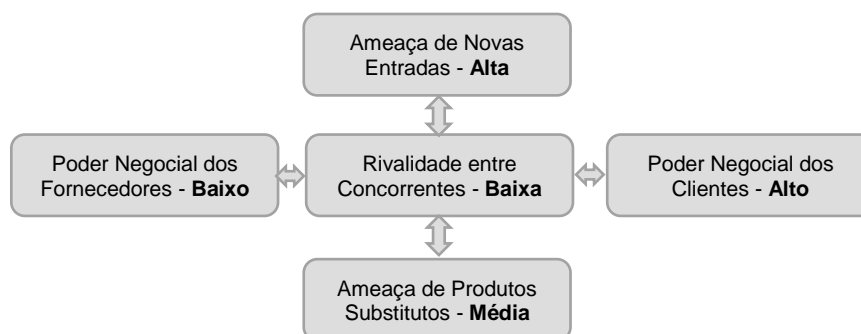 Ameaça de Novas
Entradas - Alta
Poder Negocial dos
Fornecedores - Baixo
Rivalidade entre
Concorrentes - Baixa
Poder Negocial dos
Clientes - Alto
Ameaça de Produtos
Substitutos - Média